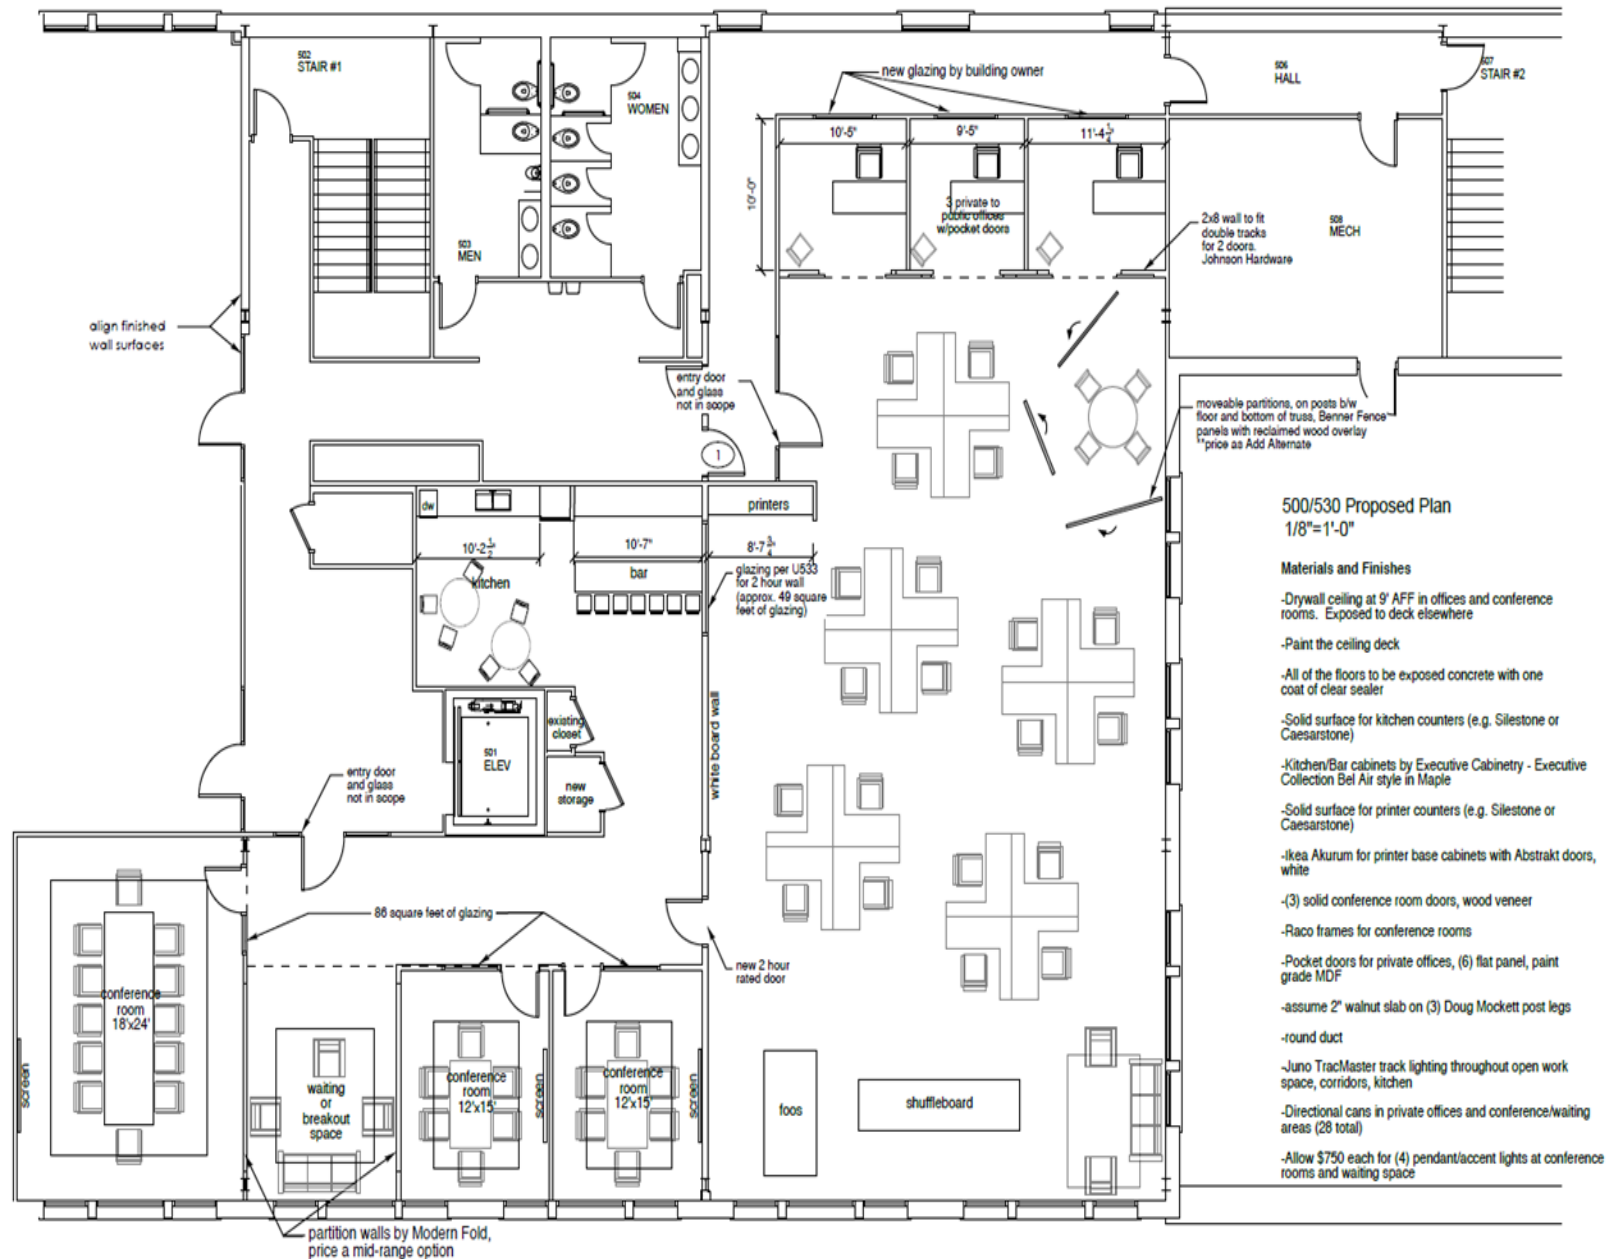 502
STAIR #1
504
WOMEN
503
MEN
new glazing by building owner
506
HALL
507
STAIR #2
10'-5"
9'-5"
11'-4 1/4"
10'-0"
3 private to
public offices
w/pocket doors
2x8 wall to fit
double tracks
for 2 doors.
Johnson Hardware
508
MECH
align finished
wall surfaces
entry door
and glass
not in scope
1
moveable partitions, on posts b/w
floor and bottom of truss, Benner Fence
panels with reclaimed wood overlay
**price as Add Alternate
dw
printers
10'-2 1/2"
10'-7"
8'-7 3/4"
kitchen
bar
glazing per U533
for 2 hour wall
(approx. 49 square
feet of glazing)
white board wall
existing
closet
501
ELEV
new
storage
entry door
and glass
not in scope
86 square feet of glazing
new 2 hour
rated door
conference
room
18'x24'
screen
waiting
or
breakout
space
conference
room
12'x15'
screen
conference
room
12'x15'
screen
foos
shuffleboard
partition walls by Modern Fold,
price a mid-range option
500/530 Proposed Plan
1/8"=1'-0"
Materials and Finishes
-Drywall ceiling at 9' AFF in offices and conference
rooms. Exposed to deck elsewhere
-Paint the ceiling deck
-All of the floors to be exposed concrete with one
coat of clear sealer
-Solid surface for kitchen counters (e.g. Silestone or
Caesarstone)
-Kitchen/Bar cabinets by Executive Cabinetry - Executive
Collection Bel Air style in Maple
-Solid surface for printer counters (e.g. Silestone or
Caesarstone)
-Ikea Akurum for printer base cabinets with Abstrakt doors,
white
-(3) solid conference room doors, wood veneer
-Raco frames for conference rooms
-Pocket doors for private offices, (6) flat panel, paint
grade MDF
-assume 2" walnut slab on (3) Doug Mockett post legs
-round duct
-Juno TracMaster track lighting throughout open work
space, corridors, kitchen
-Directional cans in private offices and conference/waiting
areas (28 total)
-Allow $750 each for (4) pendant/accent lights at conference
rooms and waiting space